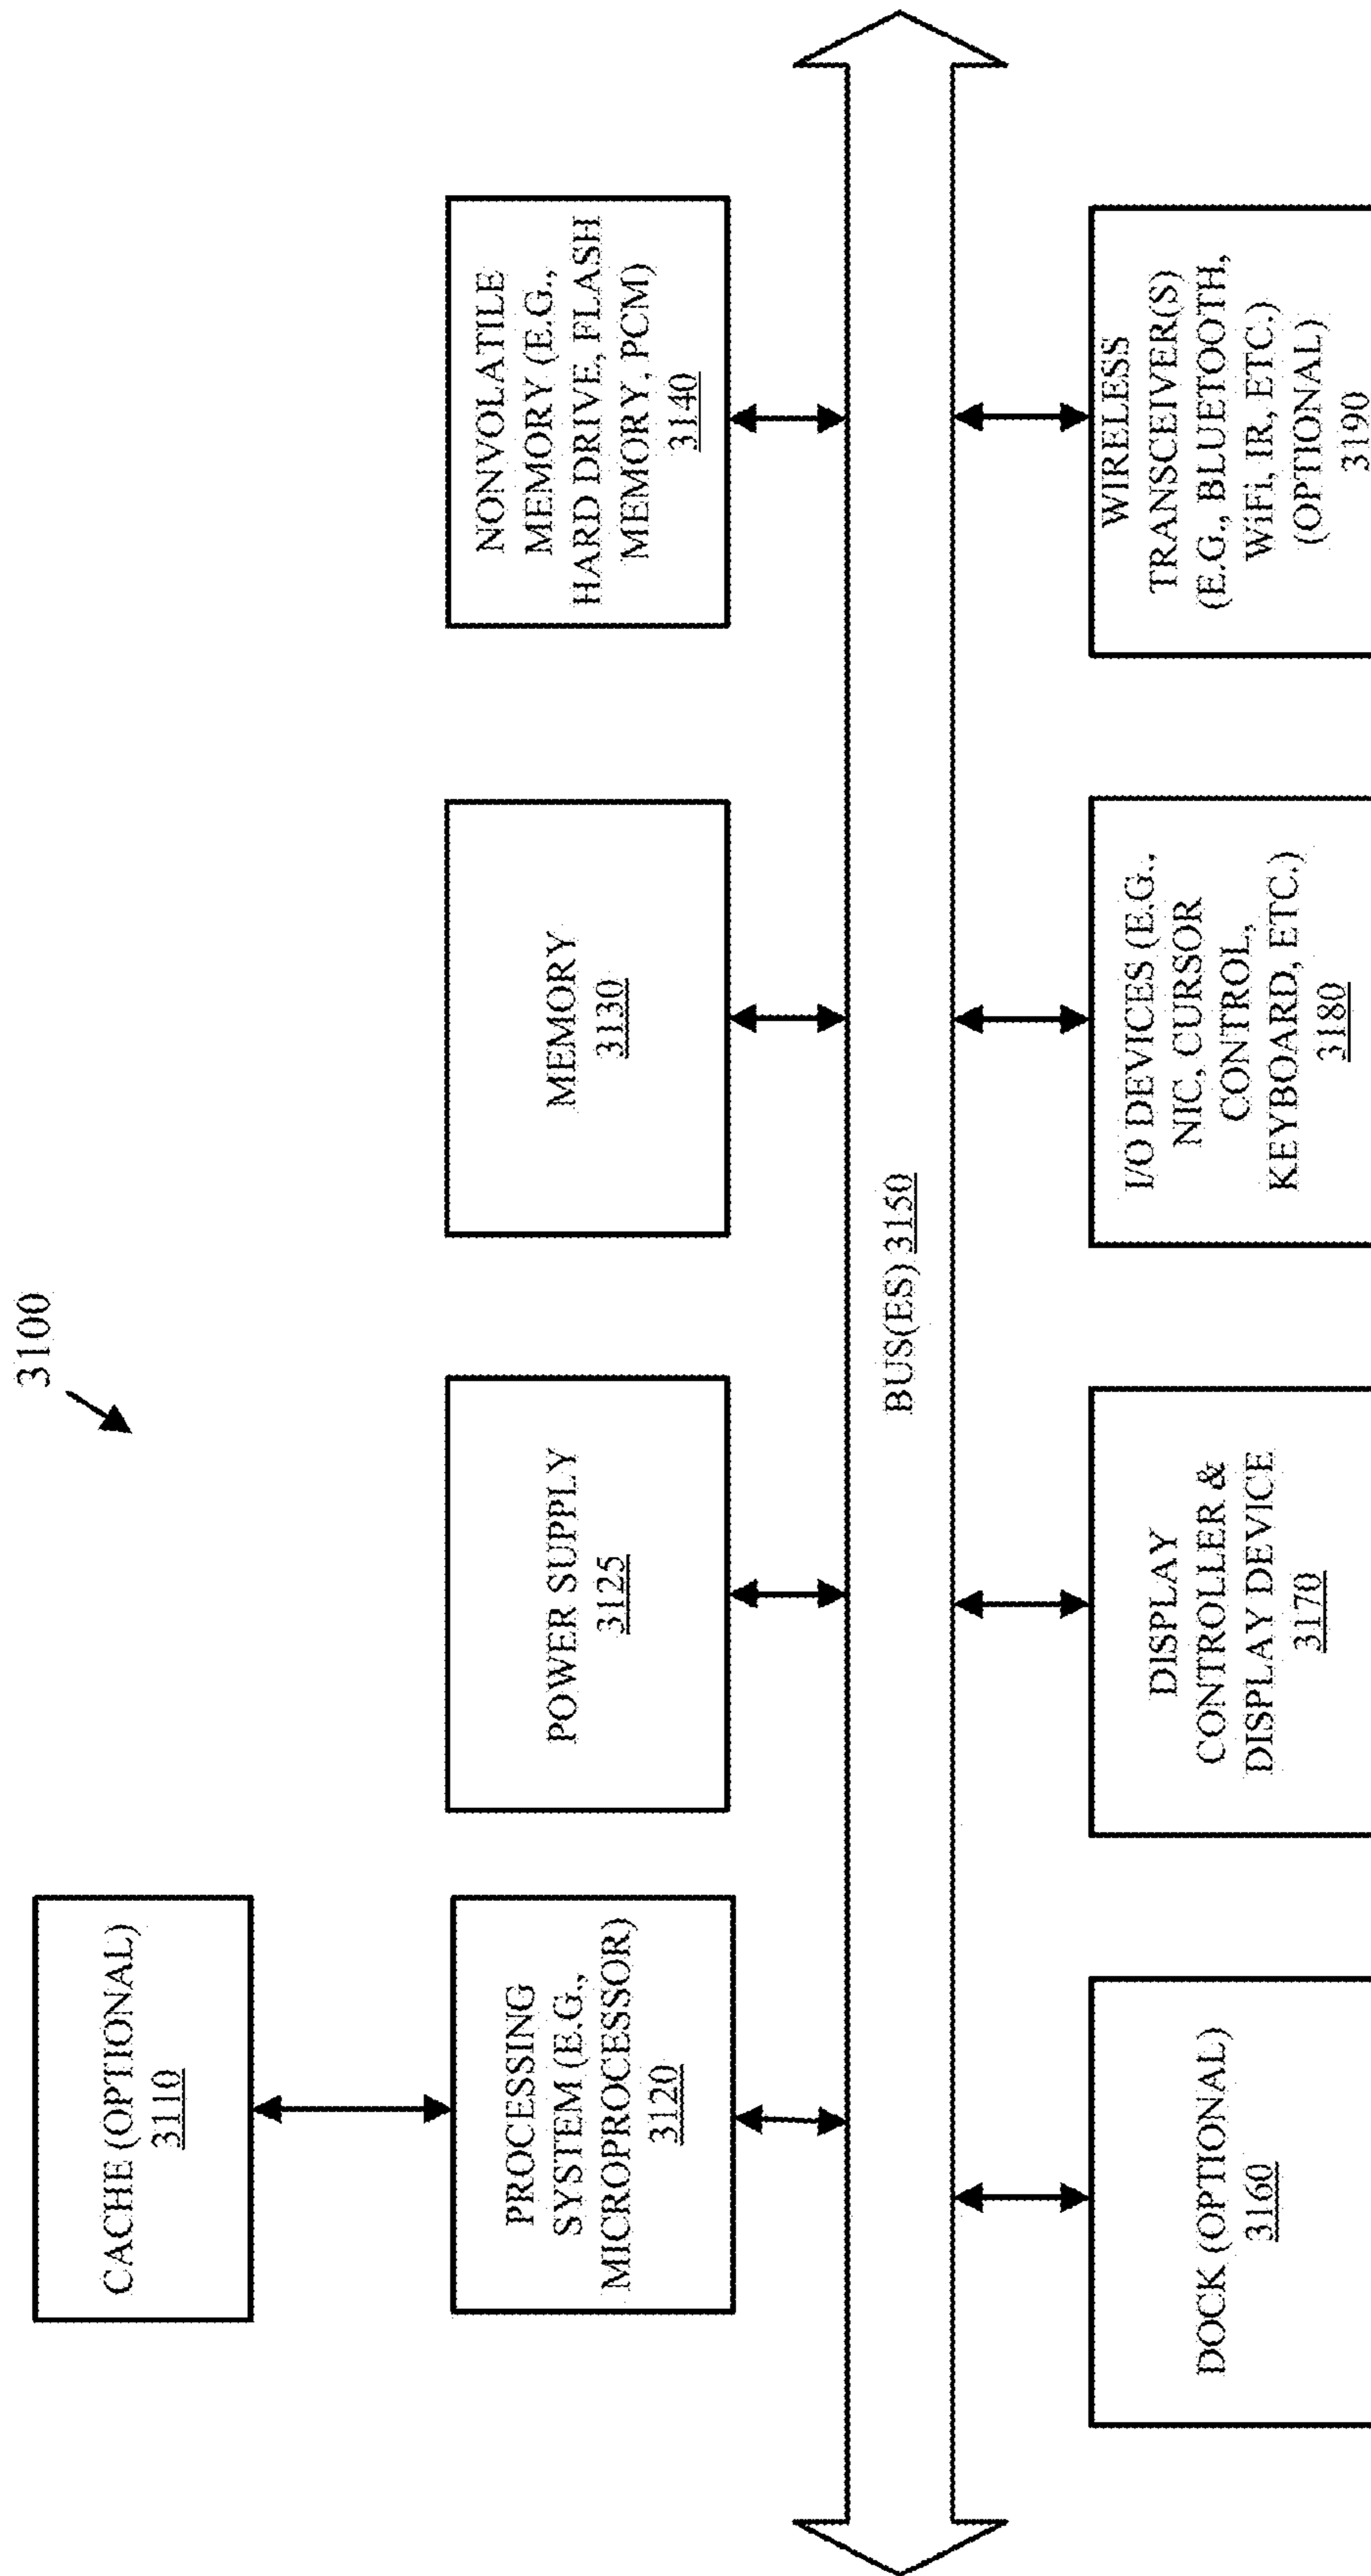 3100
CACHE (OPTIONAL)
3110
PROCESSING
SYSTEM (E.G.,
MICROPROCESSOR)
3120
POWER SUPPLY
3125
MEMORY
3130
NONVOLATILE
MEMORY (E.G.,
HARD DRIVE, FLASH
MEMORY, PCM)
3140
BUS(ES) 3150
DOCK (OPTIONAL)
3160
DISPLAY
CONTROLLER &
DISPLAY DEVICE
3170
I/O DEVICES (E.G.,
NIC, CURSOR
CONTROL,
KEYBOARD, ETC.)
3180
WIRELESS
TRANSCEIVER(S)
(E.G., BLUETOOTH,
WiFi, IR, ETC.)
(OPTIONAL)
3190